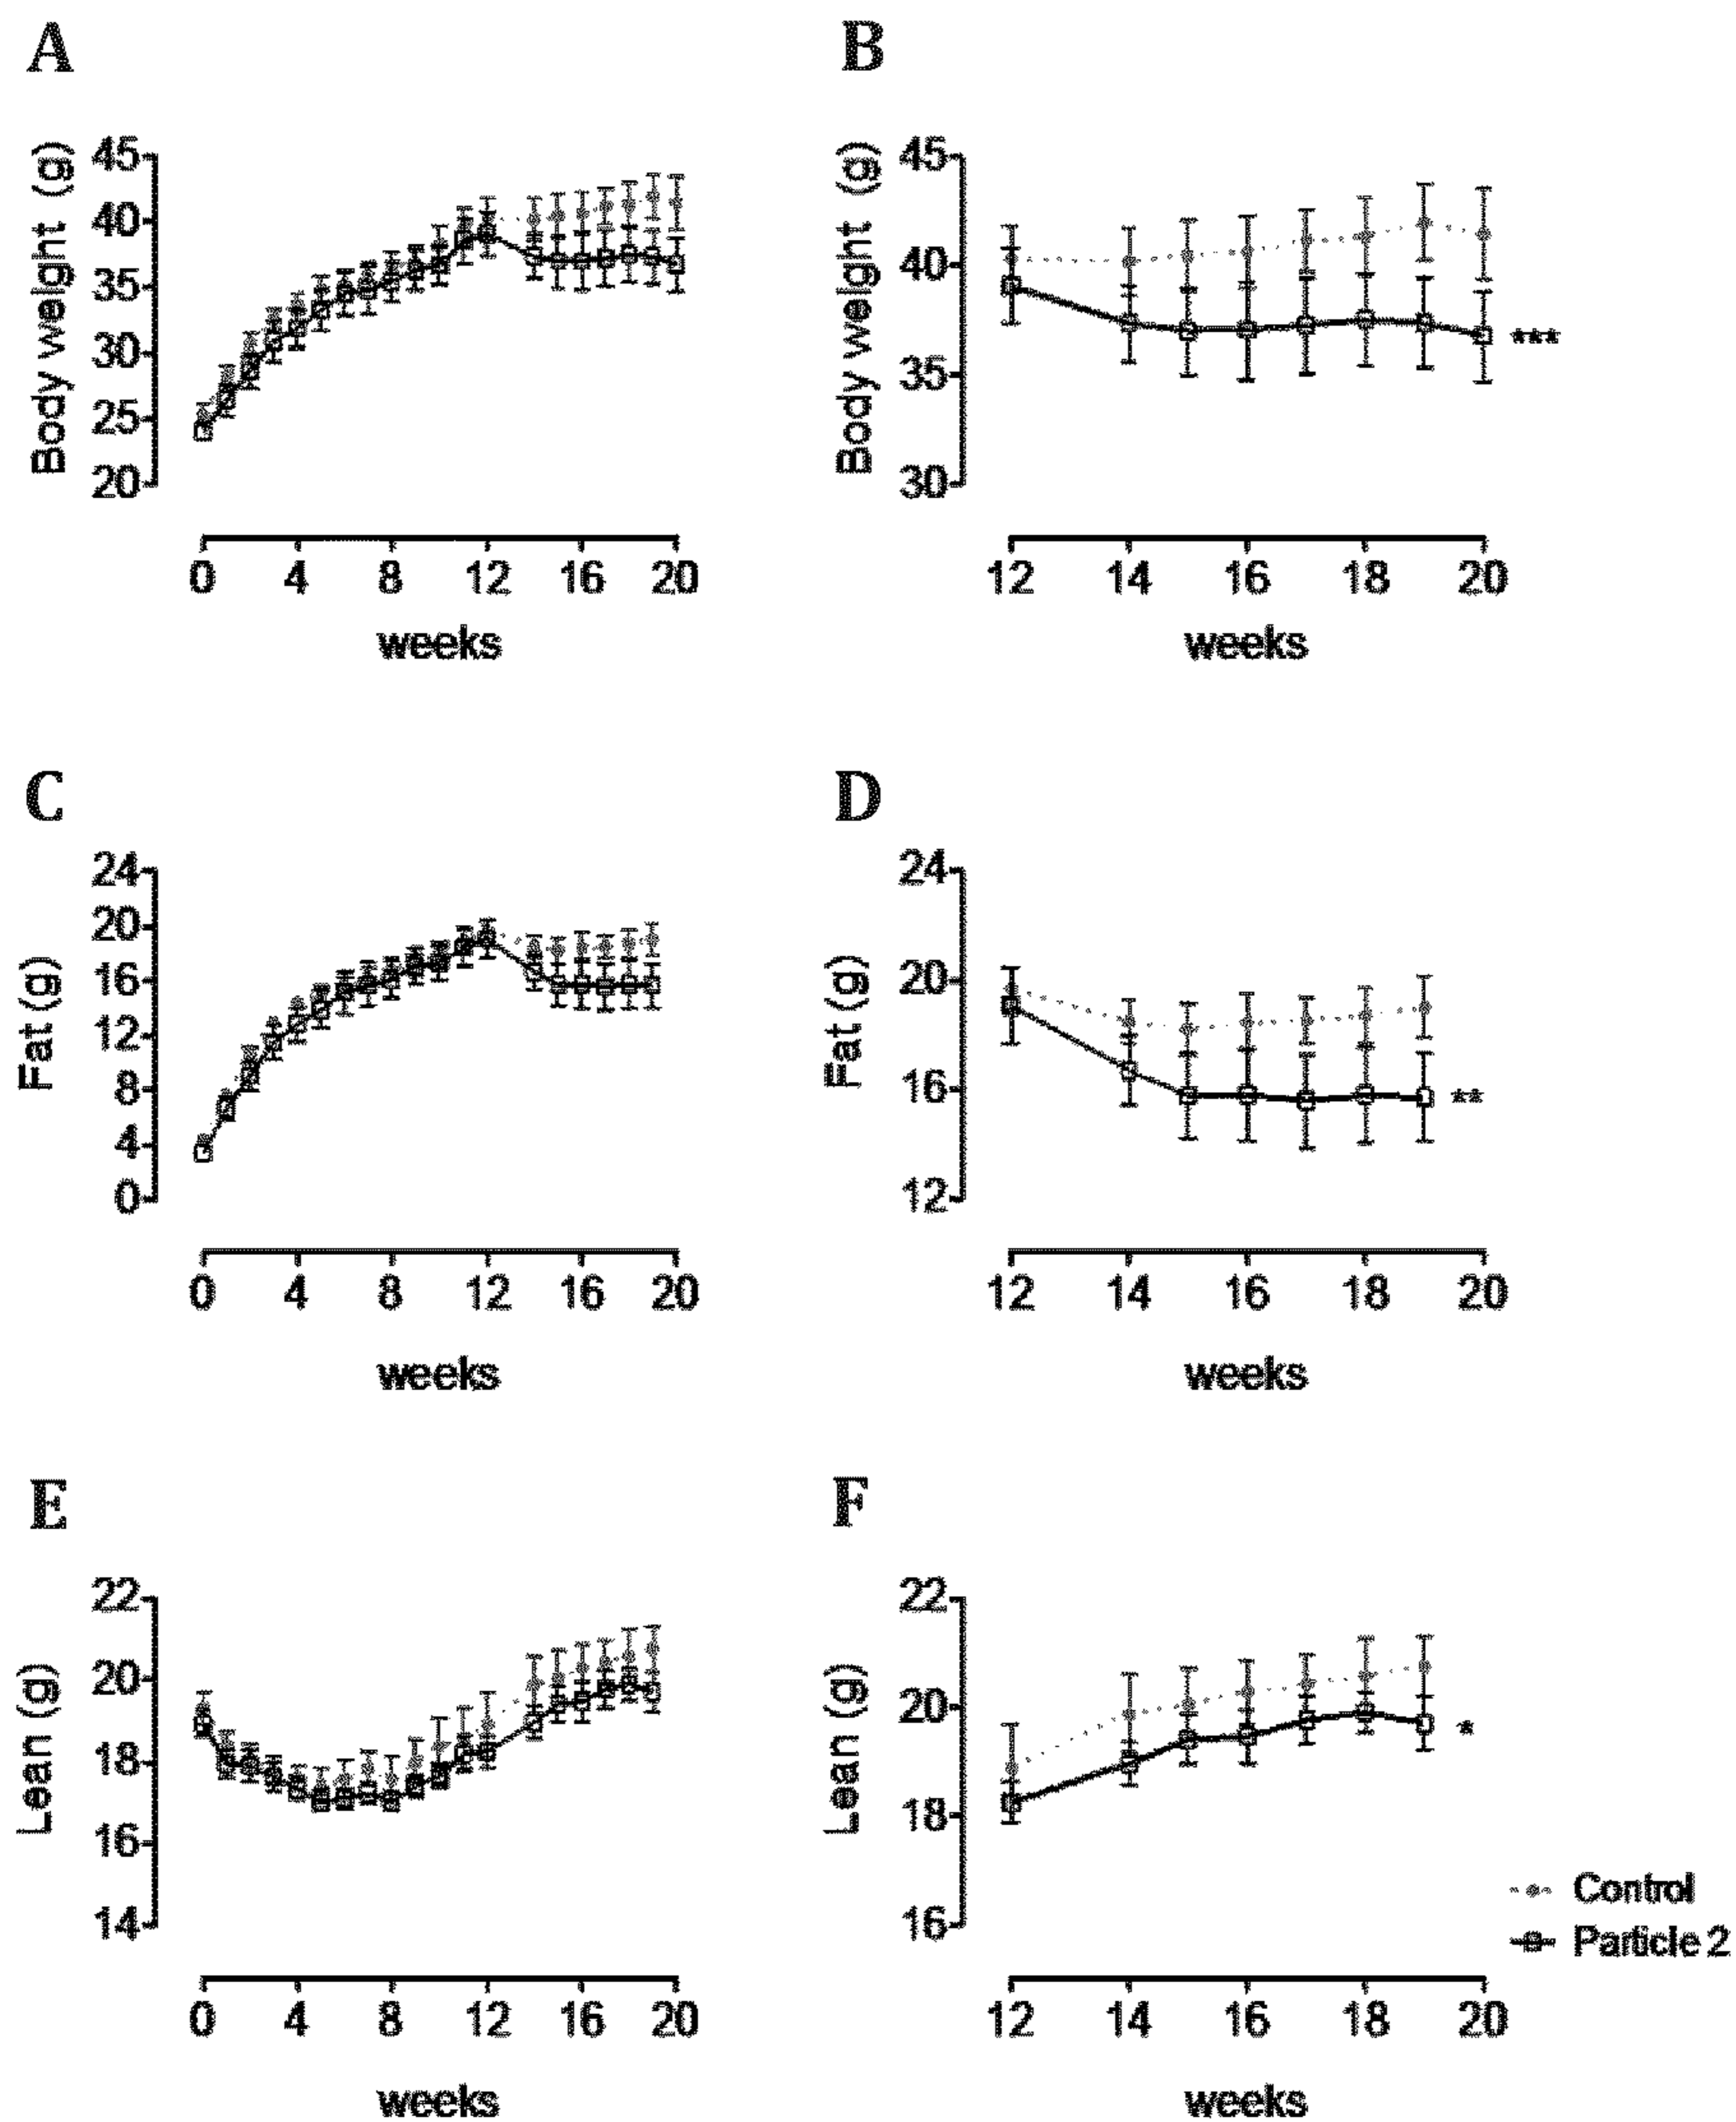 A
Body weight (g)
45
40
35
30
25
20
0 4 8 12 16 20
weeks
B
Body weight (g)
45
40
35
30
***
12 14 16 18 20
weeks
C
Fat (g)
24
20
16
12
8
4
0
0 4 8 12 16 20
weeks
D
Fat (g)
24
20
16
12
**
12 14 16 18 20
weeks
E
Lean (g)
22
20
18
16
14
0 4 8 12 16 20
weeks
F
Lean (g)
22
20
18
16
*
12 14 16 18 20
weeks
Control
Particle 2